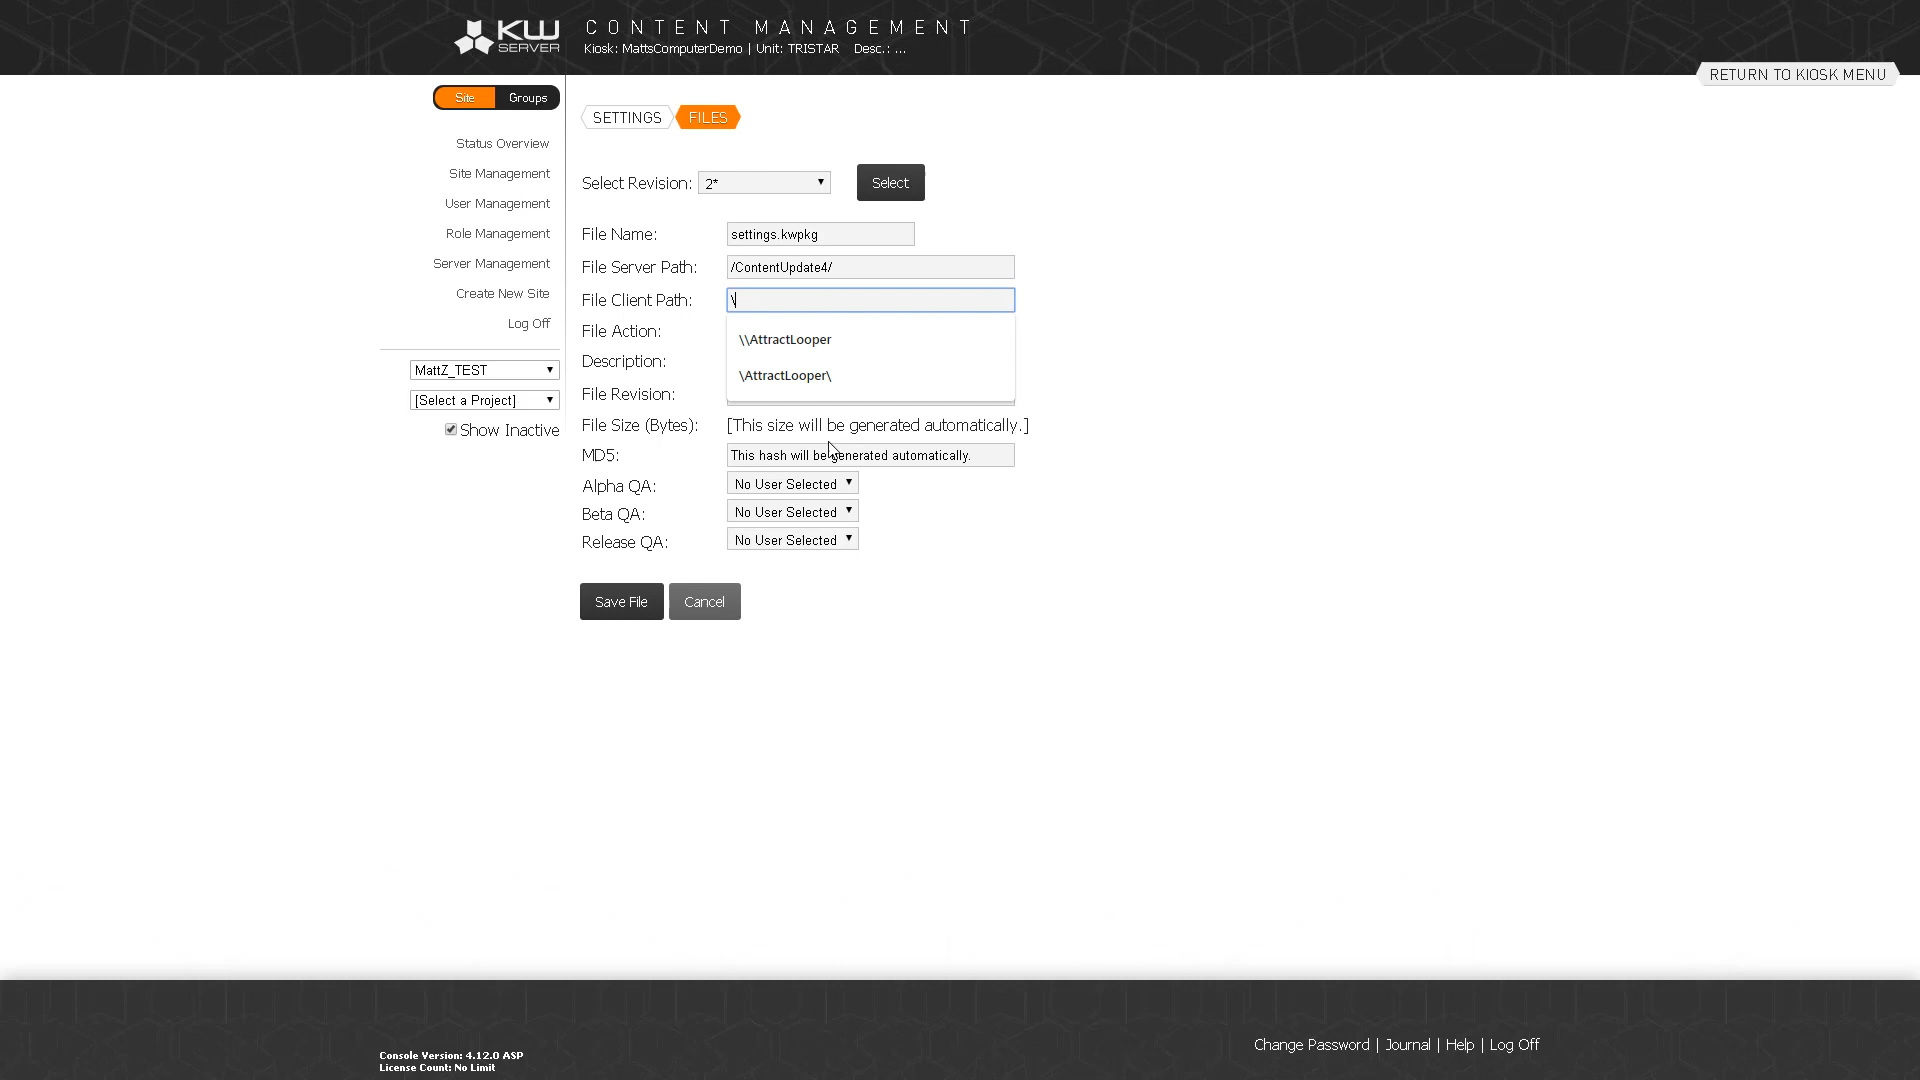 KW SERVER
CONTENT MANAGEMENT
Kiosk: MattsComputerDemo | Unit: TRISTAR Desc.: ...
RETURN TO KIOSK MENU
Site Groups
Status Overview
Site Management
User Management
Role Management
Server Management
Create New Site
Log Off
MattZ_TEST
[Select a Project]
Show Inactive
SETTINGS FILES
Select Revision: 2* Select
File Name: settings.kwpkg
File Server Path: /ContentUpdate4/
File Client Path: \
\\AttractLooper
\AttractLooper\
File Action:
Description:
File Revision:
File Size (Bytes): [This size will be generated automatically.]
MD5: This hash will be generated automatically.
Alpha QA: No User Selected
Beta QA: No User Selected
Release QA: No User Selected
Save File Cancel
Console Version: 4.12.0 ASP
License Count: No Limit
Change Password | Journal | Help | Log Off